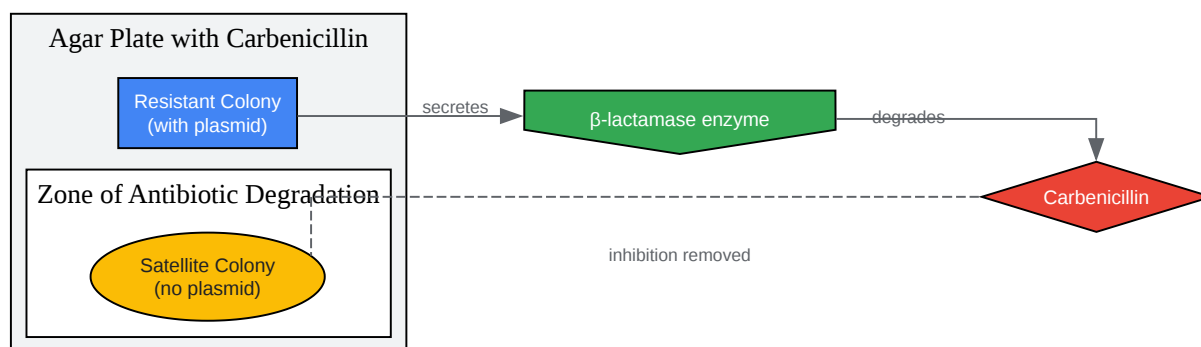 Agar Plate with Carbenicillin
Resistant Colony
(with plasmid)
secretes
β-lactamase enzyme
degrades
Carbenicillin
Zone of Antibiotic Degradation
Satellite Colony
(no plasmid)
inhibition removed